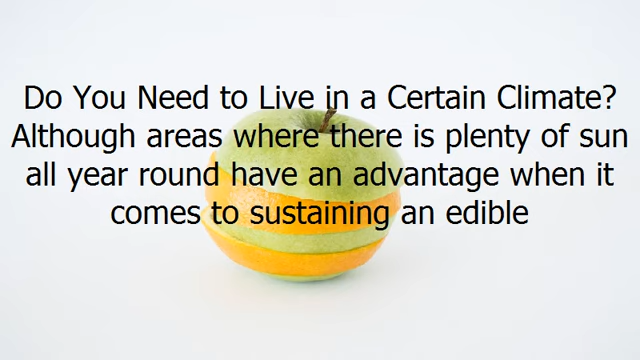 Do You Need to Live in a Certain Climate?
Although areas where there is plenty of sun
all year round have an advantage when it
comes to sustaining an edible